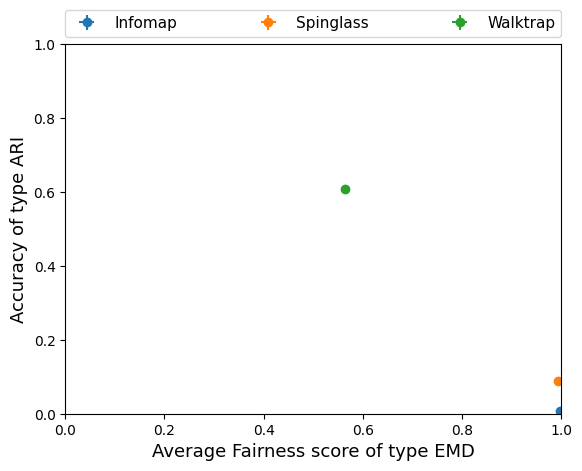 Infomap Spinglass Walktrap
1.0
0.8
0.6
0.4
0.2
0.0
Accuracy of type ARI
0.0 0.2 0.4 0.6 0.8 1.0
Average Fairness score of type EMD